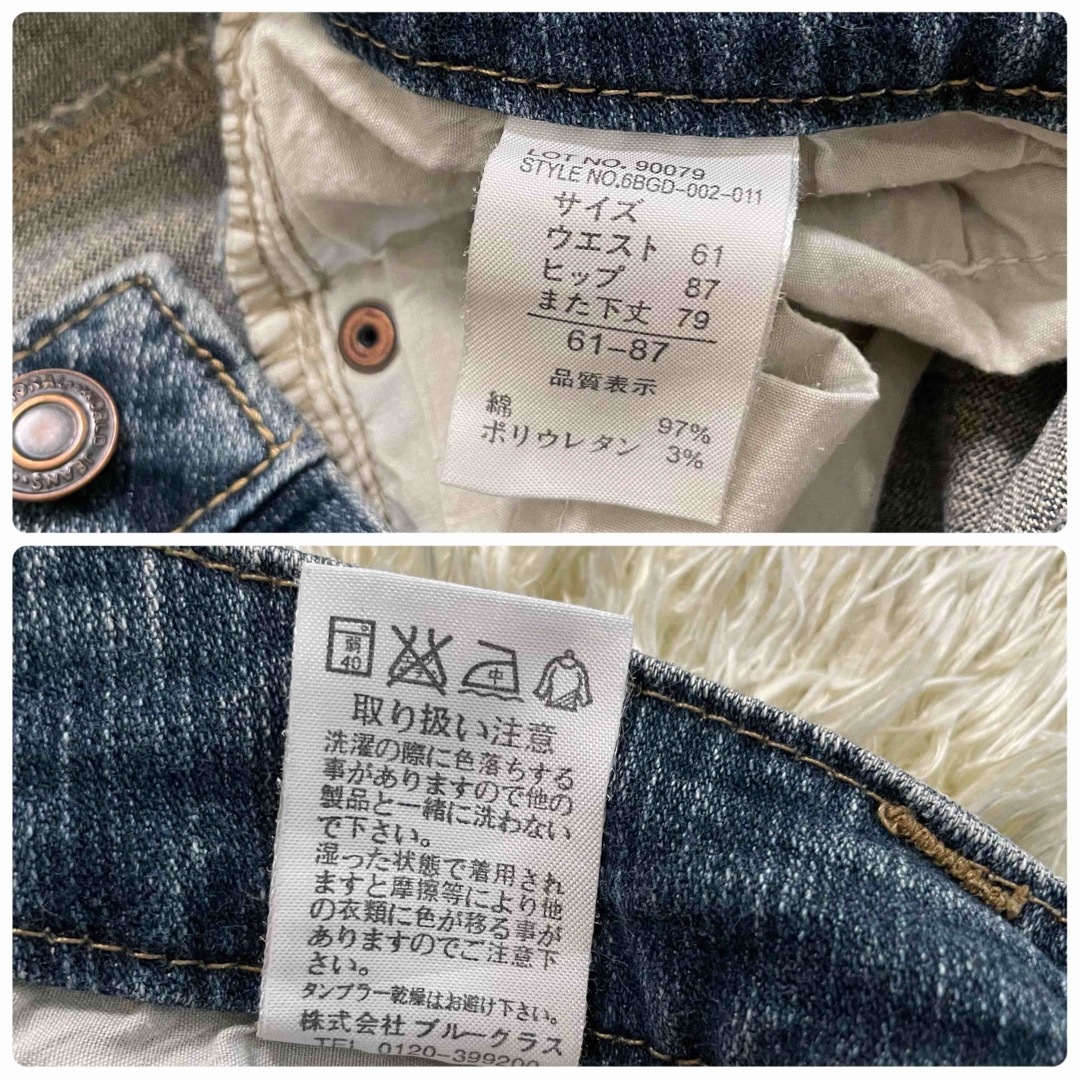 LOT NO. 90079
STYLE NO.6BGD-002-011
サイズ
ウエスト 61
ヒップ 87
また下丈 79
61-87
品質表示
綿 97%
ポリウレタン 3%
JEANS
弱
40
中
取り扱い注意
洗濯の際に色落ちする
事がありますので他の
製品と一緒に洗わない
で下さい。
湿った状態で着用され
ますと摩擦等により他
の衣類に色が移る事が
ありますのでご注意下
さい。
タンブラー乾燥はお避け下さい。
株式会社 ブルークラス
TEL 0120-399200